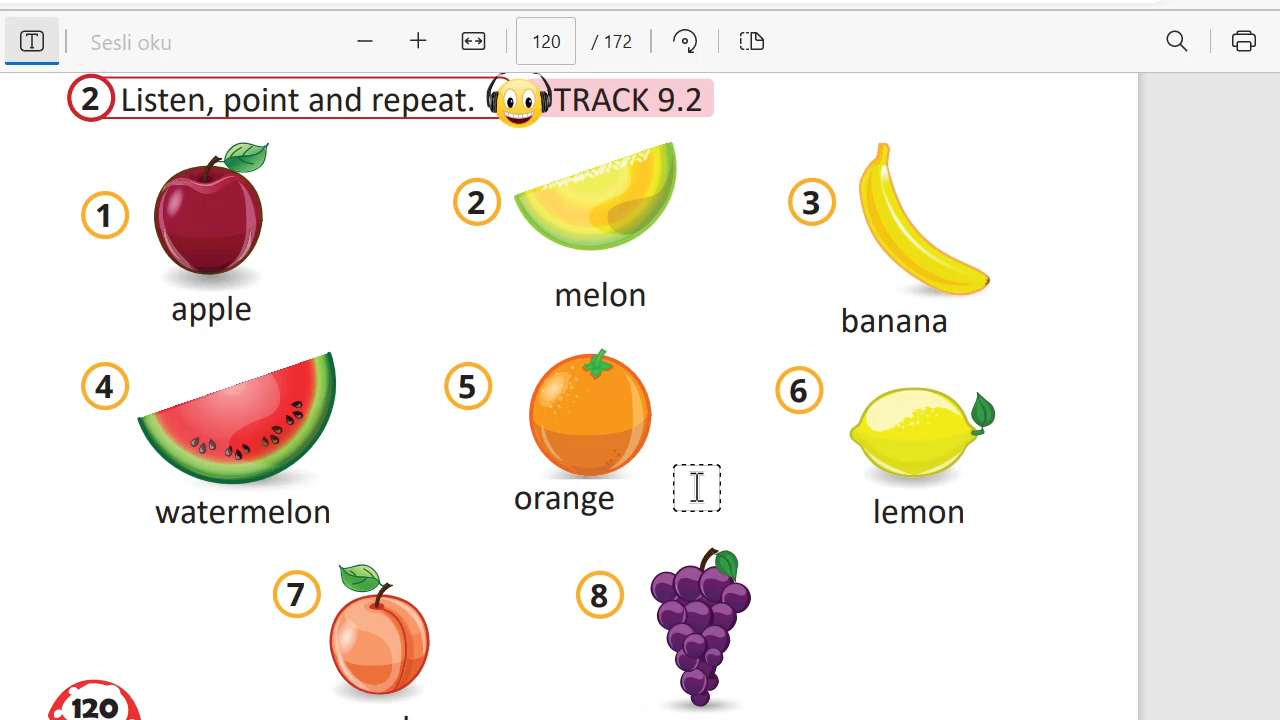 Sesli oku
120 / 172
2 Listen, point and repeat. TRACK 9.2
1
2
3
apple
melon
banana
4
5
6
watermelon
orange
lemon
7
8
120